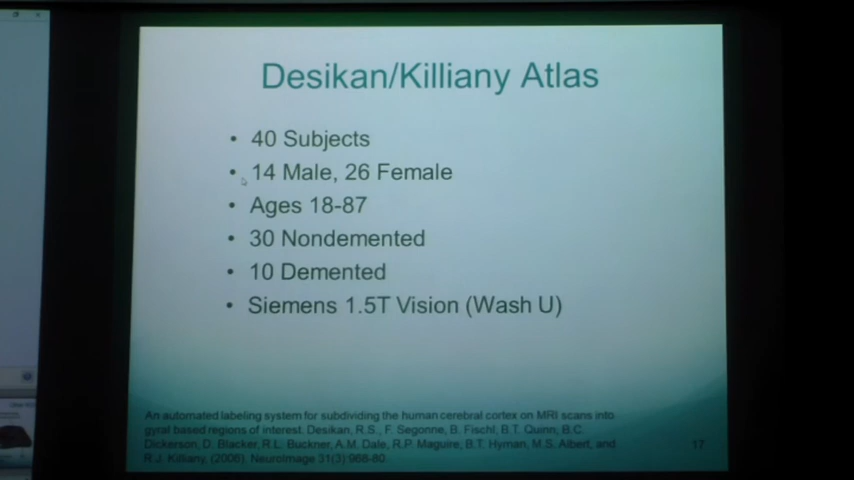 Desikan/Killiany Atlas
• 40 Subjects
• 14 Male, 26 Female
• Ages 18-87
• 30 Nondemented
• 10 Demented
• Siemens 1.5T Vision (Wash U)
An automated labeling system for subdividing the human cerebral cortex on MRI scans into
gyral based regions of interest. Desikan, R.S., F. Segonne, B. Fischl, B.T. Quinn, B.C.
Dickerson, D. Blacker, R.L. Buckner, A.M. Dale, R.P. Maguire, B.T. Hyman, M.S. Albert, and
R.J. Killiany, (2006). NeuroImage 31(3):968-80.
17